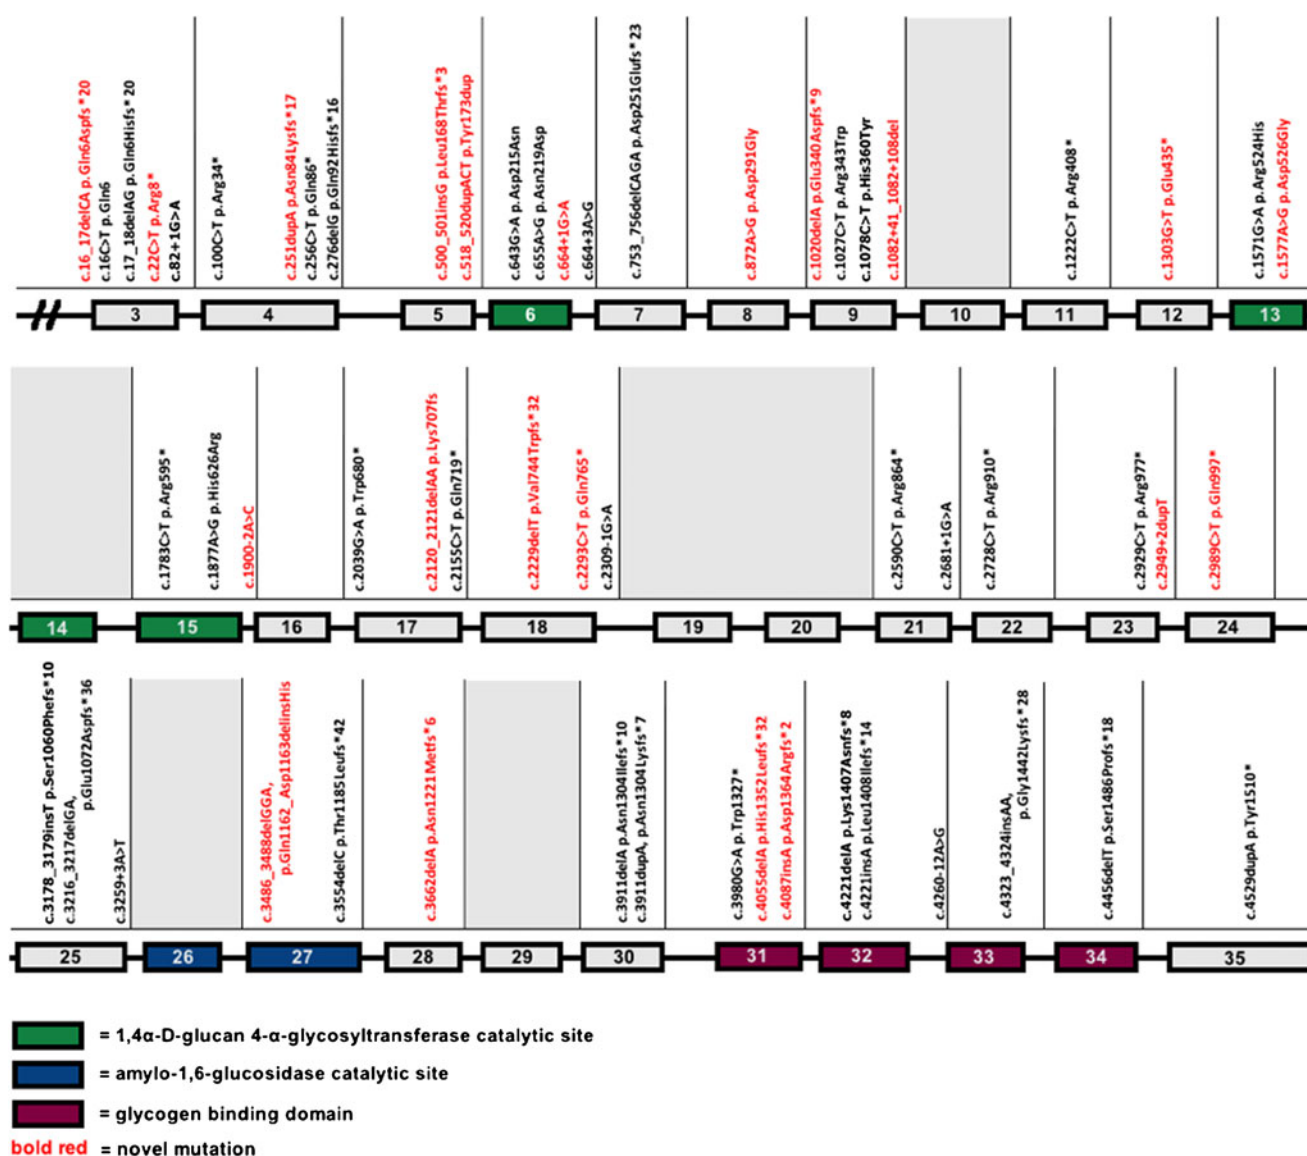 c.16_17delCA p.Gln6Aspfs*20
c.16C>T p.Gln6
c.17_18delAG p.Gln6Hisfs*20
c.22C>T p.Arg8*
c.82+1G>A
c.100C>T p.Arg34*
c.251dupA p.Asn84Lysfs*17
c.256C>T p.Gln86*
c.276delG p.Gln92Hisfs*16
c.500_501insG p.Leu168Thrfs*3
c.518_520dupACT p.Tyr173dup
c.643G>A p.Asp215Asn
c.655A>G p.Asn219Asp
c.664+1G>A
c.664+3A>G
c.753_756delCAGA p.Asp251Glufs*23
c.872A>G p.Asp291Gly
c.1020delA p.Glu340Aspfs*9
c.1027C>T p.Arg343Trp
c.1078C>T p.His360Tyr
c.1082+41_1082+108del
c.1222C>T p.Arg408*
c.1303G>T p.Glu435*
c.1571G>A p.Arg524His
c.1577A>G p.Asp526Gly
3 4 5 6 7 8 9 10 11 12 13
c.1783C>T p.Arg595*
c.1877A>G p.His626Arg
c.1900-2A>C
c.2039G>A p.Trp680*
c.2120_2121delAA p.Lys707fs
c.2155C>T p.Gln719*
c.2229delT p.Val744Trpfs*32
c.2293C>T p.Gln765*
c.2309-1G>A
c.2590C>T p.Arg864*
c.2681+1G>A
c.2728C>T p.Arg910*
c.2929C>T p.Arg977*
c.2949+2dupT
c.2989C>T p.Gln997*
14 15 16 17 18 19 20 21 22 23 24
c.3178_3179insT p.Ser1060Phefs*10
c.3216_3217delGA,
p.Glu1072Aspfs*36
c.3259+3A>T
c.3486_3488delGGA,
p.Gln1162_Asp1163delinsHis
c.3554delC p.Thr1185Leufs*42
c.3662delA p.Asn1221Metfs*6
c.3911delA p.Asn1304Ilefs*10
c.3911dupA, p.Asn1304Lysfs*7
c.3980G>A p.Trp1327*
c.4055delA p.His1352Leufs*32
c.4087insA p.Asp1364Argfs*2
c.4221delA p.Lys1407Asnfs*8
c.4221insA p.Leu1408Ilefs*14
c.4260-12A>G
c.4323_4324insAA,
p.Gly1442Lysfs*28
c.4456delT p.Ser1486Profs*18
c.4529dupA p.Tyr1510*
25 26 27 28 29 30 31 32 33 34 35
= 1,4α-D-glucan 4-α-glycosyltransferase catalytic site
= amylo-1,6-glucosidase catalytic site
= glycogen binding domain
bold red = novel mutation